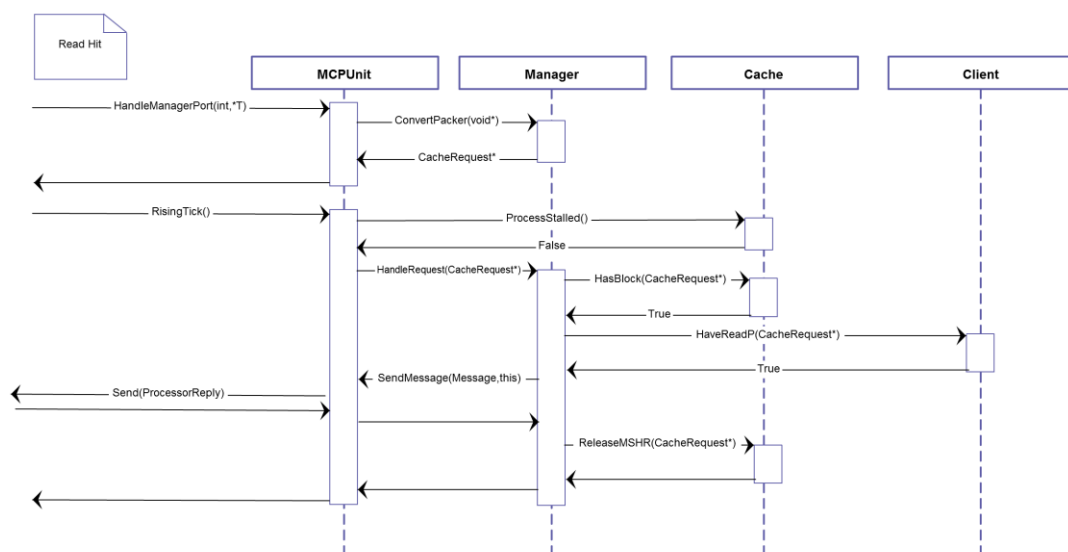 Read Hit
MCPUnit
Manager
Cache
Client
HandleManagerPort(int,*T)
ConvertPacker(void*)
CacheRequest*
RisingTick()
ProcessStalled()
False
HandleRequest(CacheRequest*)
HasBlock(CacheRequest*)
True
HaveReadP(CacheRequest*)
True
SendMessage(Message,this)
Send(ProcessorReply)
ReleaseMSHR(CacheRequest*)